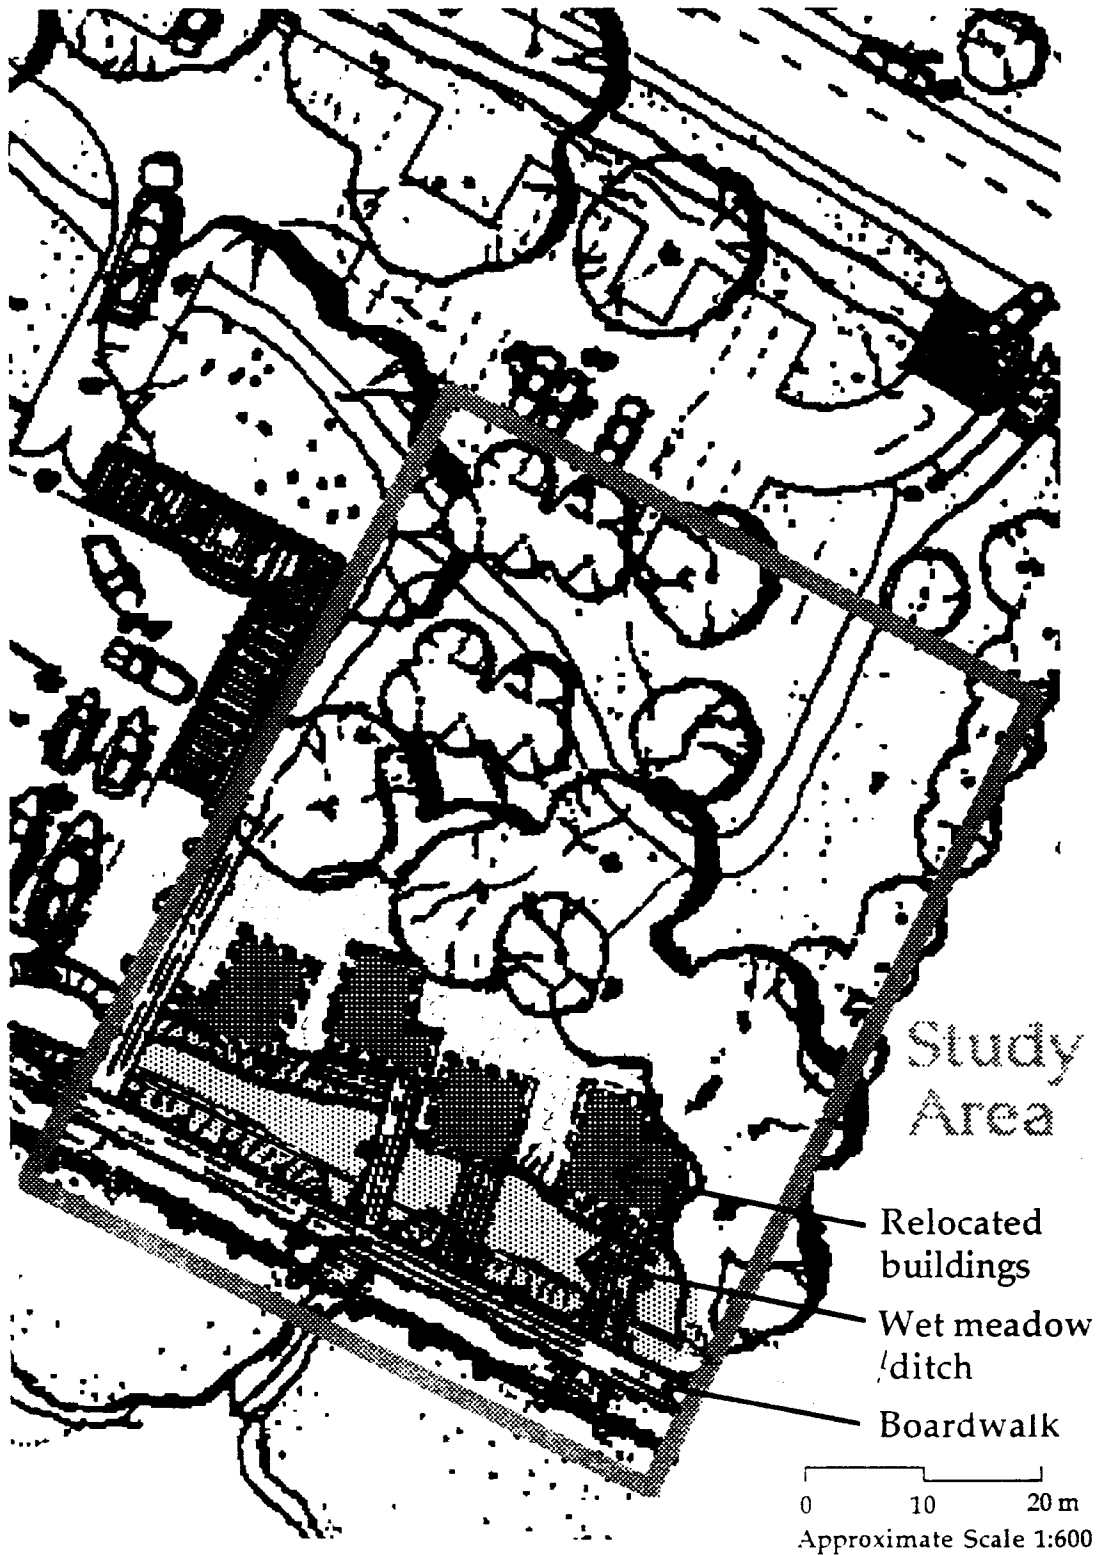 Study
Area
Relocated
buildings
Wet meadow
/ditch
Boardwalk
0 10 20 m
Approximate Scale 1:600